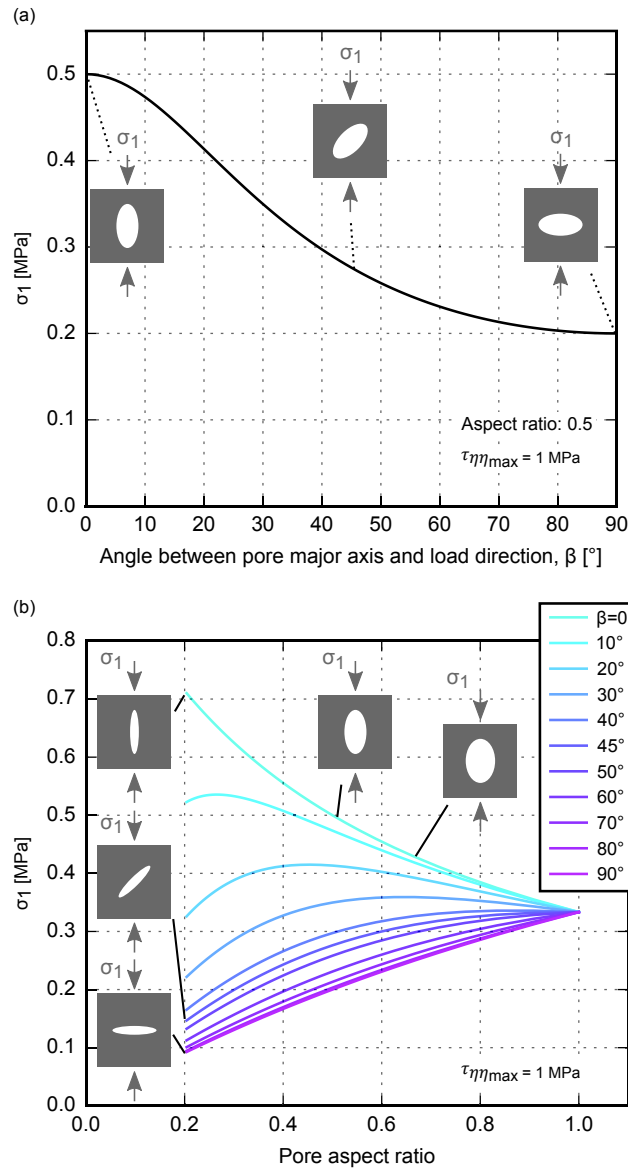 (a)
0.5
0.4
0.3
0.2
0.1
0.0
σ1 [MPa]
σ1
σ1
σ1
Aspect ratio: 0.5
τηηmax = 1 MPa
0 10 20 30 40 50 60 70 80 90
Angle between pore major axis and load direction, β [°]
(b)
0.8
0.7
0.6
0.5
0.4
0.3
0.2
0.1
0.0
σ1 [MPa]
σ1
σ1
σ1
σ1
σ1
β=0
10°
20°
30°
40°
45°
50°
60°
70°
80°
90°
τηηmax = 1 MPa
0.0 0.2 0.4 0.6 0.8 1.0
Pore aspect ratio